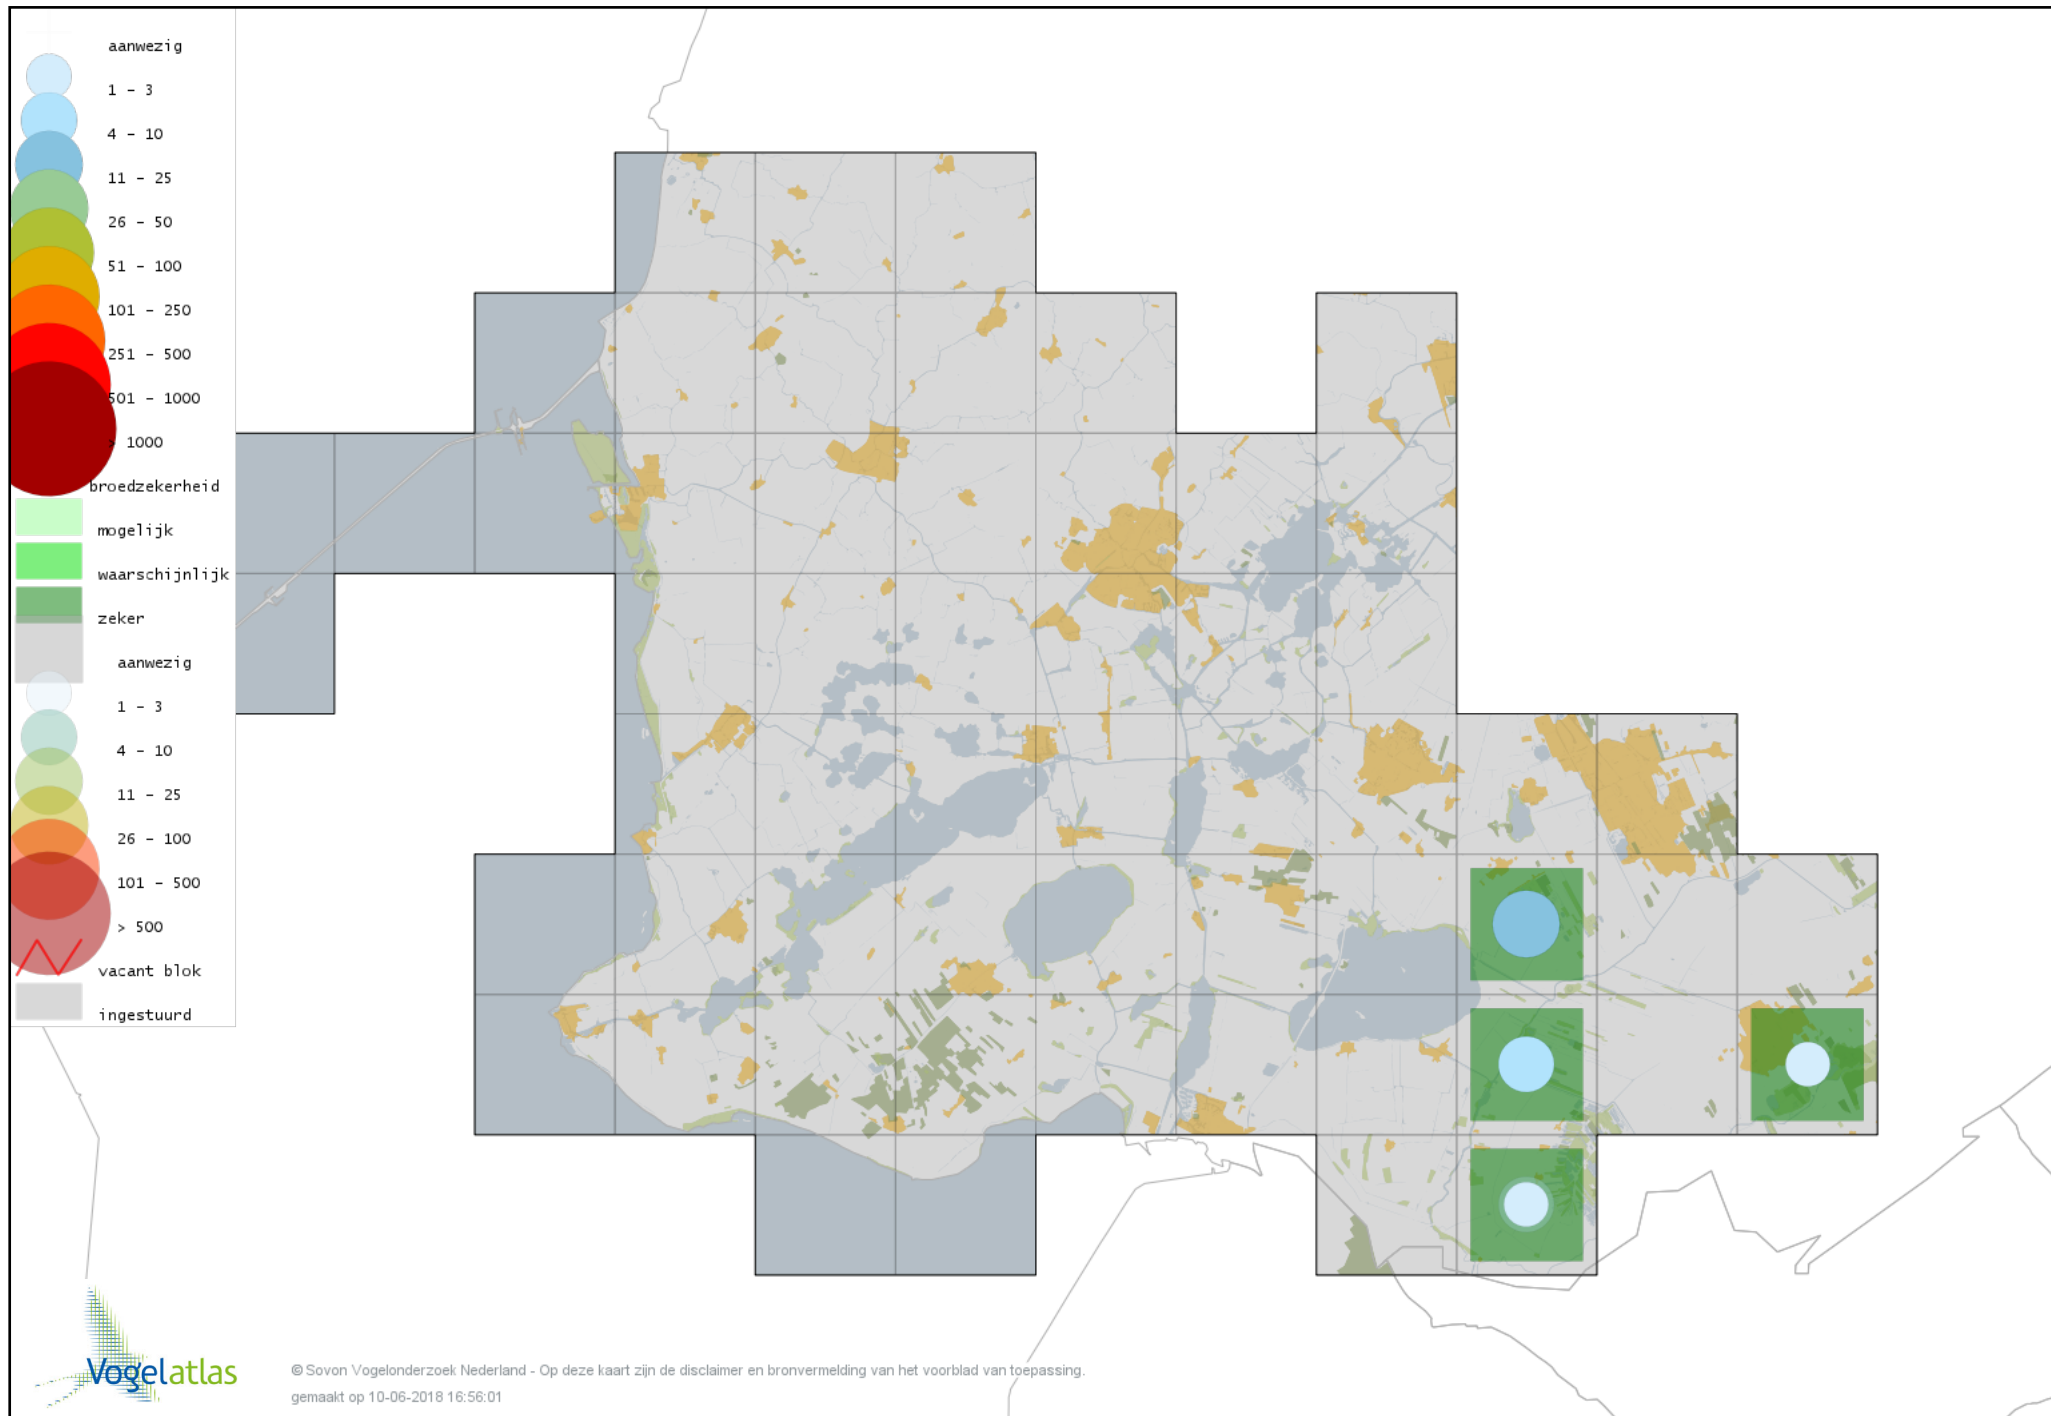 aanwezig
1 - 3
4 - 10
11 - 25
26 - 50
51 - 100
101 - 250
251 - 500
501 - 1000
> 1000
broedzekerheid
mogelijk
waarschijnlijk
zeker
aanwezig
1 - 3
4 - 10
11 - 25
26 - 100
101 - 500
> 500
vacant blok
ingestuurd
Vogelatlas
© Sovon Vogelonderzoek Nederland - Op deze kaart zijn de disclaimer en bronvermelding van het voorblad van toepassing.
gemaakt op 10-06-2018 16:56:01